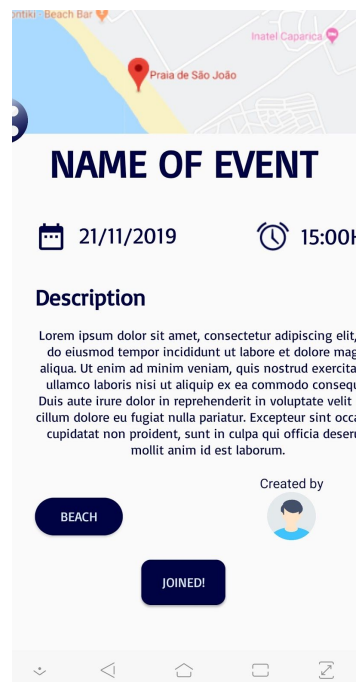 Beach Bar
Inatel Caparica
Praia de São João
NAME OF EVENT
21/11/2019
15:00H
Description
Lorem ipsum dolor sit amet, consectetur adipiscing elit,
do eiusmod tempor incididunt ut labore et dolore mag
aliqua. Ut enim ad minim veniam, quis nostrud exercita
ullamco laboris nisi ut aliquip ex ea commodo consequ
Duis aute irure dolor in reprehenderit in voluptate velit
cillum dolore eu fugiat nulla pariatur. Excepteur sint occa
cupidatat non proident, sunt in culpa qui officia deseru
mollit anim id est laborum.
Created by
BEACH
JOINED!